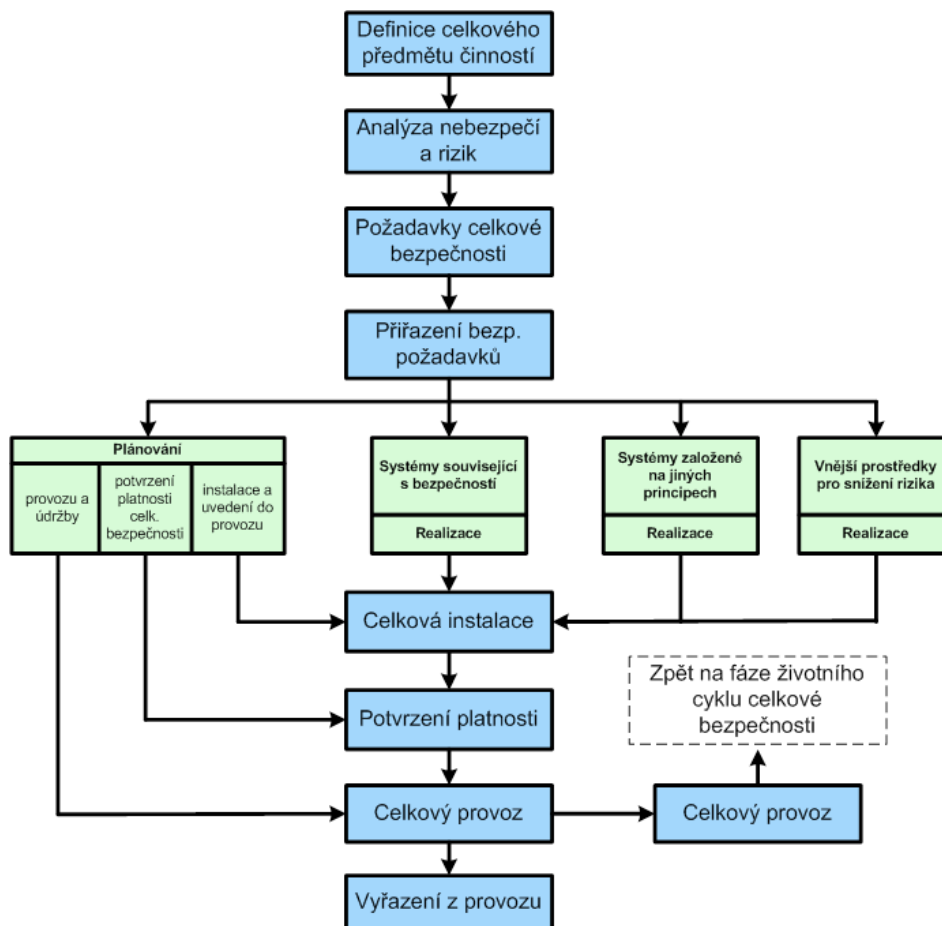 Definice celkového
předmětu činností
Analýza nebezpečí
a rizik
Požadavky celkové
bezpečnosti
Přiřazení bezp.
požadavků
Plánování
provozu a
údržby
potvrzení
platnosti
celk.
bezpečnosti
instalace a
uvedení do
provozu
Systémy související
s bezpečností
Realizace
Systémy založené
na jiných
principech
Realizace
Vnější prostředky
pro snížení rizika
Realizace
Celková instalace
Zpět na fáze životního
cyklu celkové
bezpečnosti
Potvrzení platnosti
Celkový provoz
Celkový provoz
Vyřazení z provozu